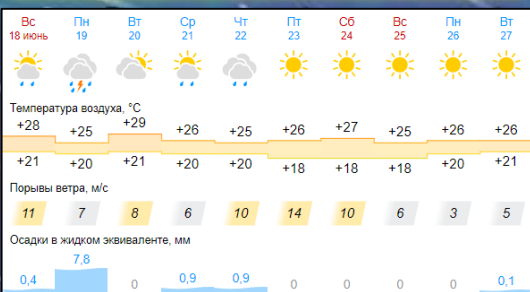 Вс Пн Вт Ср Чт Пт Сб Вс Пн Вт
18 июнь 19 20 21 22 23 24 25 26 27
Температура воздуха, °C
+28 +25 +29 +26 +25 +26 +27 +25 +26 +26
+21 +20 +21 +20 +20 +18 +18 +18 +20 +21
Порывы ветра, м/с
11 7 8 6 10 14 10 6 3 5
Осадки в жидком эквиваленте, мм
0,4 7,8 0 0,9 0,9 0 0 0 0 0,1